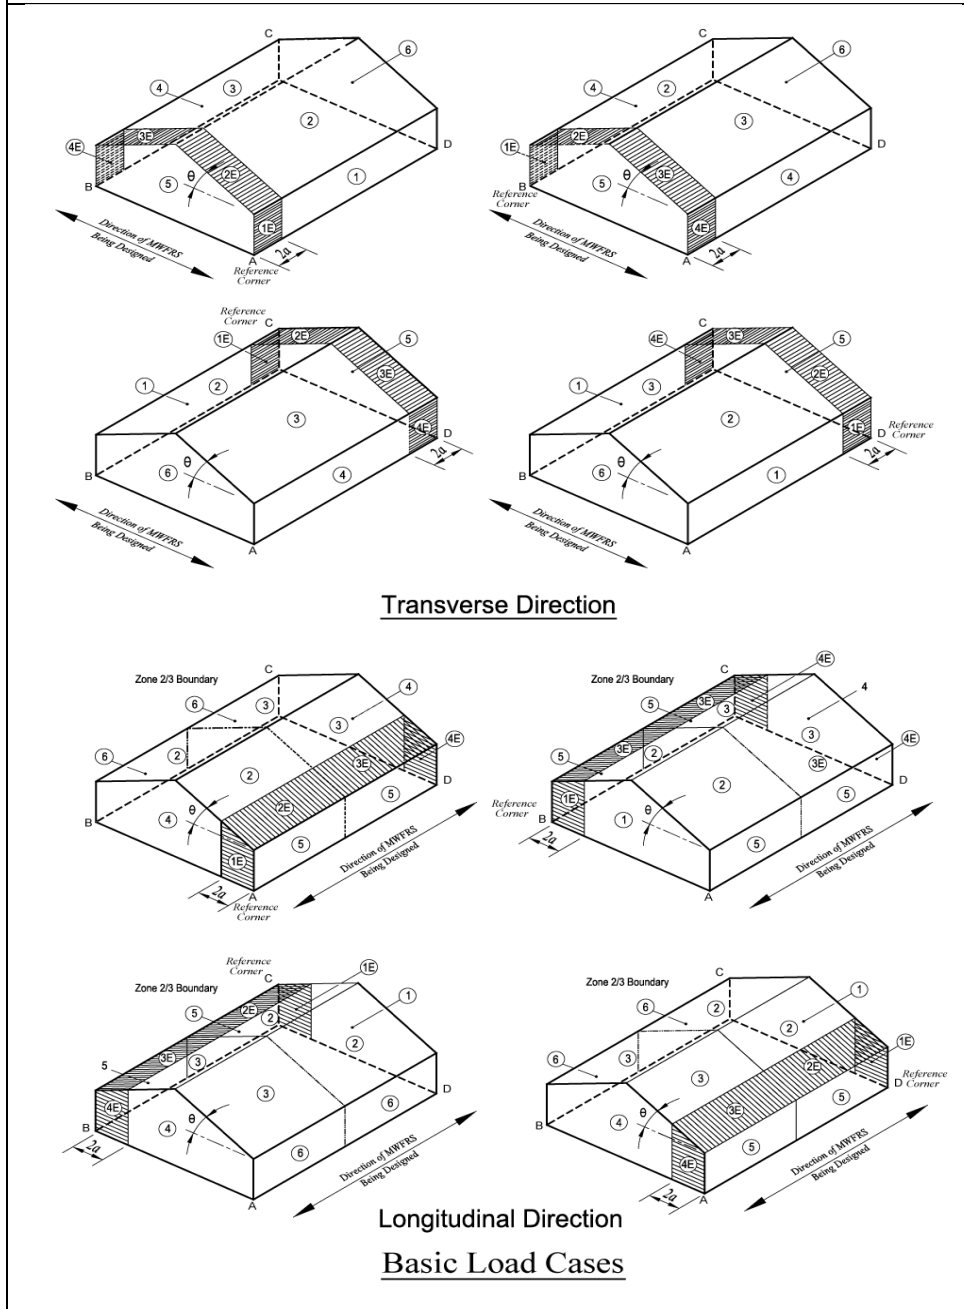 C
6
4
3
2
3E
4E
2E
θ
5
1
D
B
1E
A
2a
Direction of MWFRS
Being Designed
Reference
Corner
C
6
4
2
3
2E
1E
3E
θ
5
4
D
B
Reference
Corner
4E
A
2a
Direction of MWFRS
Being Designed
Reference
Corner
C
2E
1E
5
3E
1
2
3
4E
D
2a
θ
6
4
B
A
Direction of MWFRS
Being Designed
C
3E
4E
5
2E
1
3
2
1E
D
Reference
Corner
2a
θ
6
1
B
A
Direction of MWFRS
Being Designed
Transverse Direction
Zone 2/3 Boundary
C
4
6
3
3
4E
6
2
3E
2
2E
D
5
θ
4
B
5
1E
2a
A
Reference
Corner
Direction of MWFRS
Being Designed
Zone 2/3 Boundary
C
4E
3E
4
5
3
3
5
3E
2
3E
4E
2
D
5
1E
θ
Reference
Corner
B
1
5
2a
A
Direction of MWFRS
Being Designed
Reference
Corner
Zone 2/3 Boundary
C
1E
2E
1
5
2
2
5
3E
3
3
D
6
4E
θ
B
4
6
2a
A
Direction of MWFRS
Being Designed
Zone 2/3 Boundary
C
1
6
2
2
1E
6
3
3
2E
D
Reference
Corner
3E
5
θ
B
4
5
4E
2a
A
Direction of MWFRS
Being Designed
Longitudinal Direction
Basic Load Cases